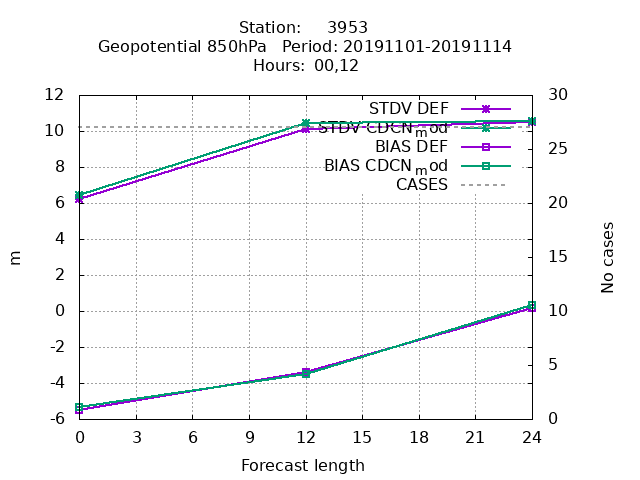 Station: 3953
Geopotential 850hPa Period: 20191101-20191114
Hours: 00,12
STDV DEF
STDV CDCNmod
BIAS DEF
BIAS CDCNmod
CASES
12
10
8
6
4
2
0
-2
-4
-6
30
25
20
15
10
5
0
m
No cases
0 3 6 9 12 15 18 21 24
Forecast length